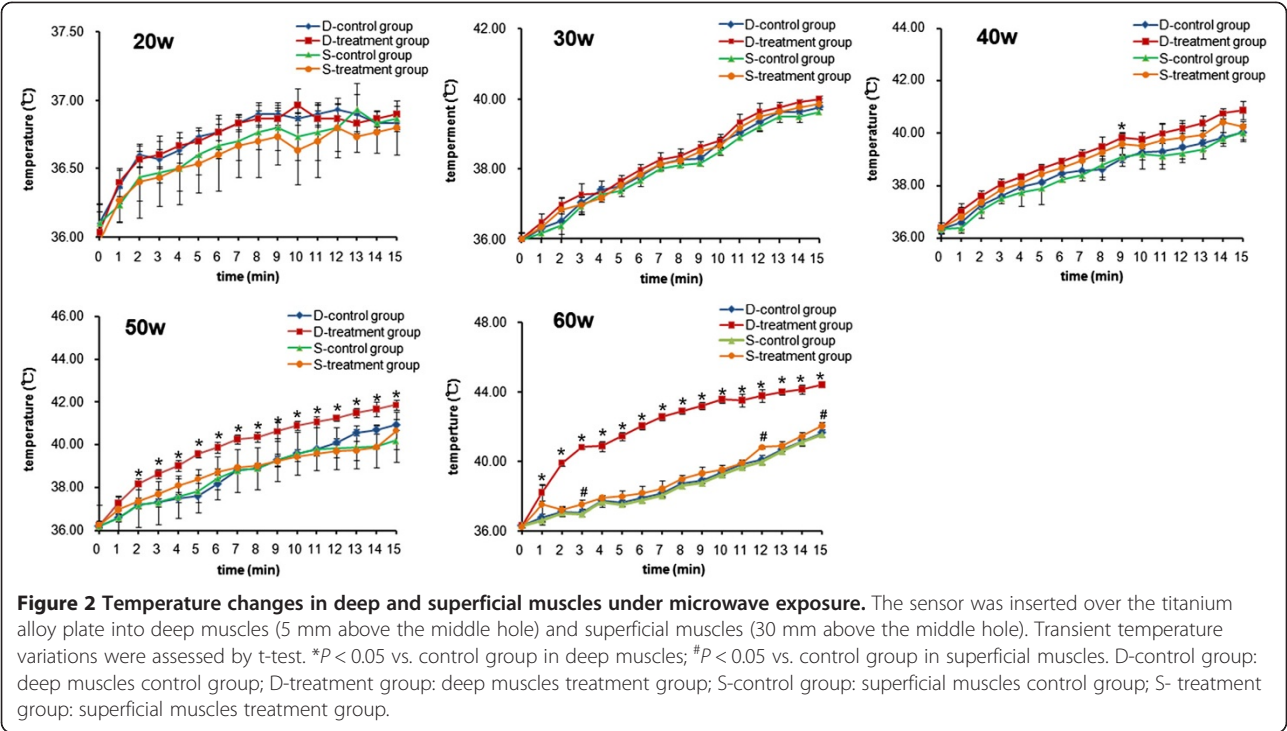 20w
D-control group
D-treatment group
S-control group
S-treatment group
temperature (℃)
37.50
37.00
36.50
36.00
0 1 2 3 4 5 6 7 8 9 10 11 12 13 14 15
time (min)
30w
D-control group
D-treatment group
S-control group
S-treatment group
temperment (℃)
42.00
40.00
38.00
36.00
0 1 2 3 4 5 6 7 8 9 10 11 12 13 14 15
time (min)
40w
D-control group
D-treatment group
S-control group
S-treatment group
temperature (℃)
44.00
42.00
40.00
38.00
36.00
*
0 1 2 3 4 5 6 7 8 9 10 11 12 13 14 15
time (min)
50w
D-control group
D-treatment group
S-control group
S-treatment group
temperature (℃)
46.00
44.00
42.00
40.00
38.00
36.00
* * * * * * * * * * * * * *
0 1 2 3 4 5 6 7 8 9 10 11 12 13 14 15
time (min)
60w
D-control group
D-treatment group
S-control group
S-treatment group
temperture (℃)
48.00
44.00
40.00
36.00
* * * * * * * * * * * * * * *
# # #
0 1 2 3 4 5 6 7 8 9 10 11 12 13 14 15
time (min)
Figure 2 Temperature changes in deep and superficial muscles under microwave exposure. The sensor was inserted over the titanium
alloy plate into deep muscles (5 mm above the middle hole) and superficial muscles (30 mm above the middle hole). Transient temperature
variations were assessed by t-test. *P < 0.05 vs. control group in deep muscles; #P < 0.05 vs. control group in superficial muscles. D-control group:
deep muscles control group; D-treatment group: deep muscles treatment group; S-control group: superficial muscles control group; S- treatment
group: superficial muscles treatment group.